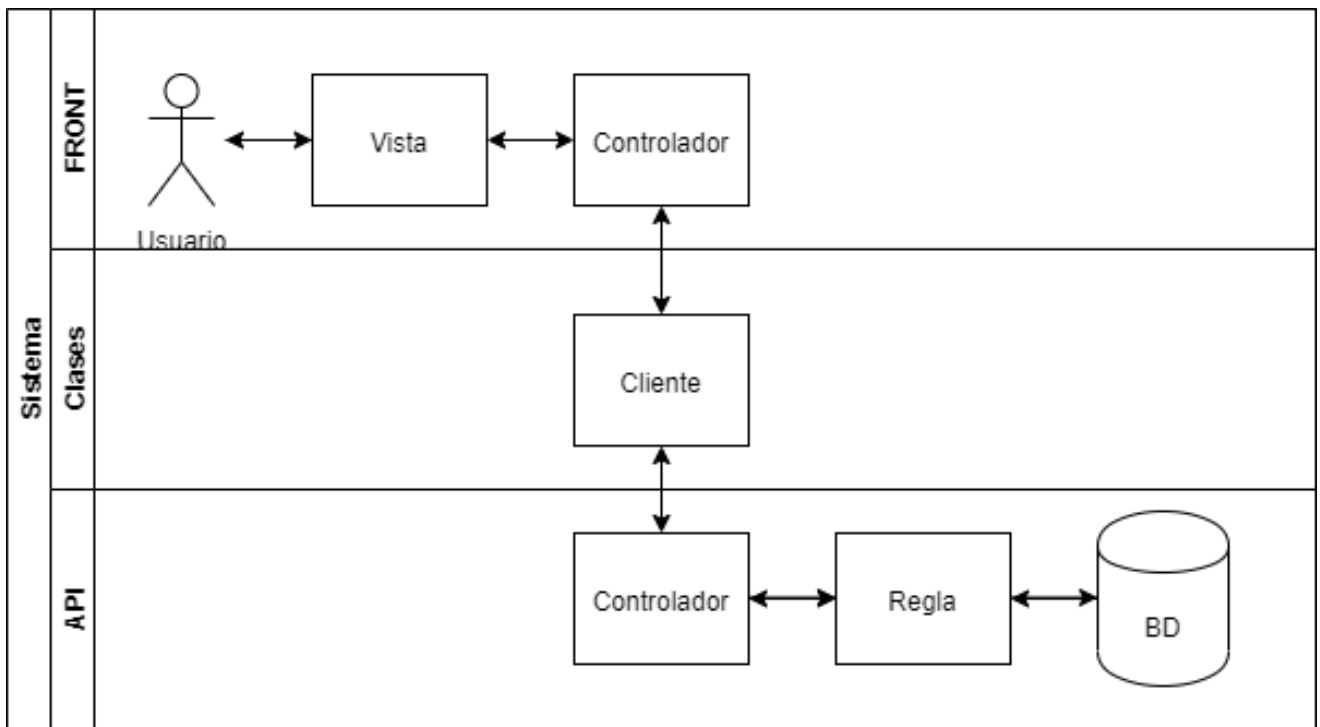 Sistema
FRONT
Usuario
Vista
Controlador
Clases
Cliente
API
Controlador
Regla
BD